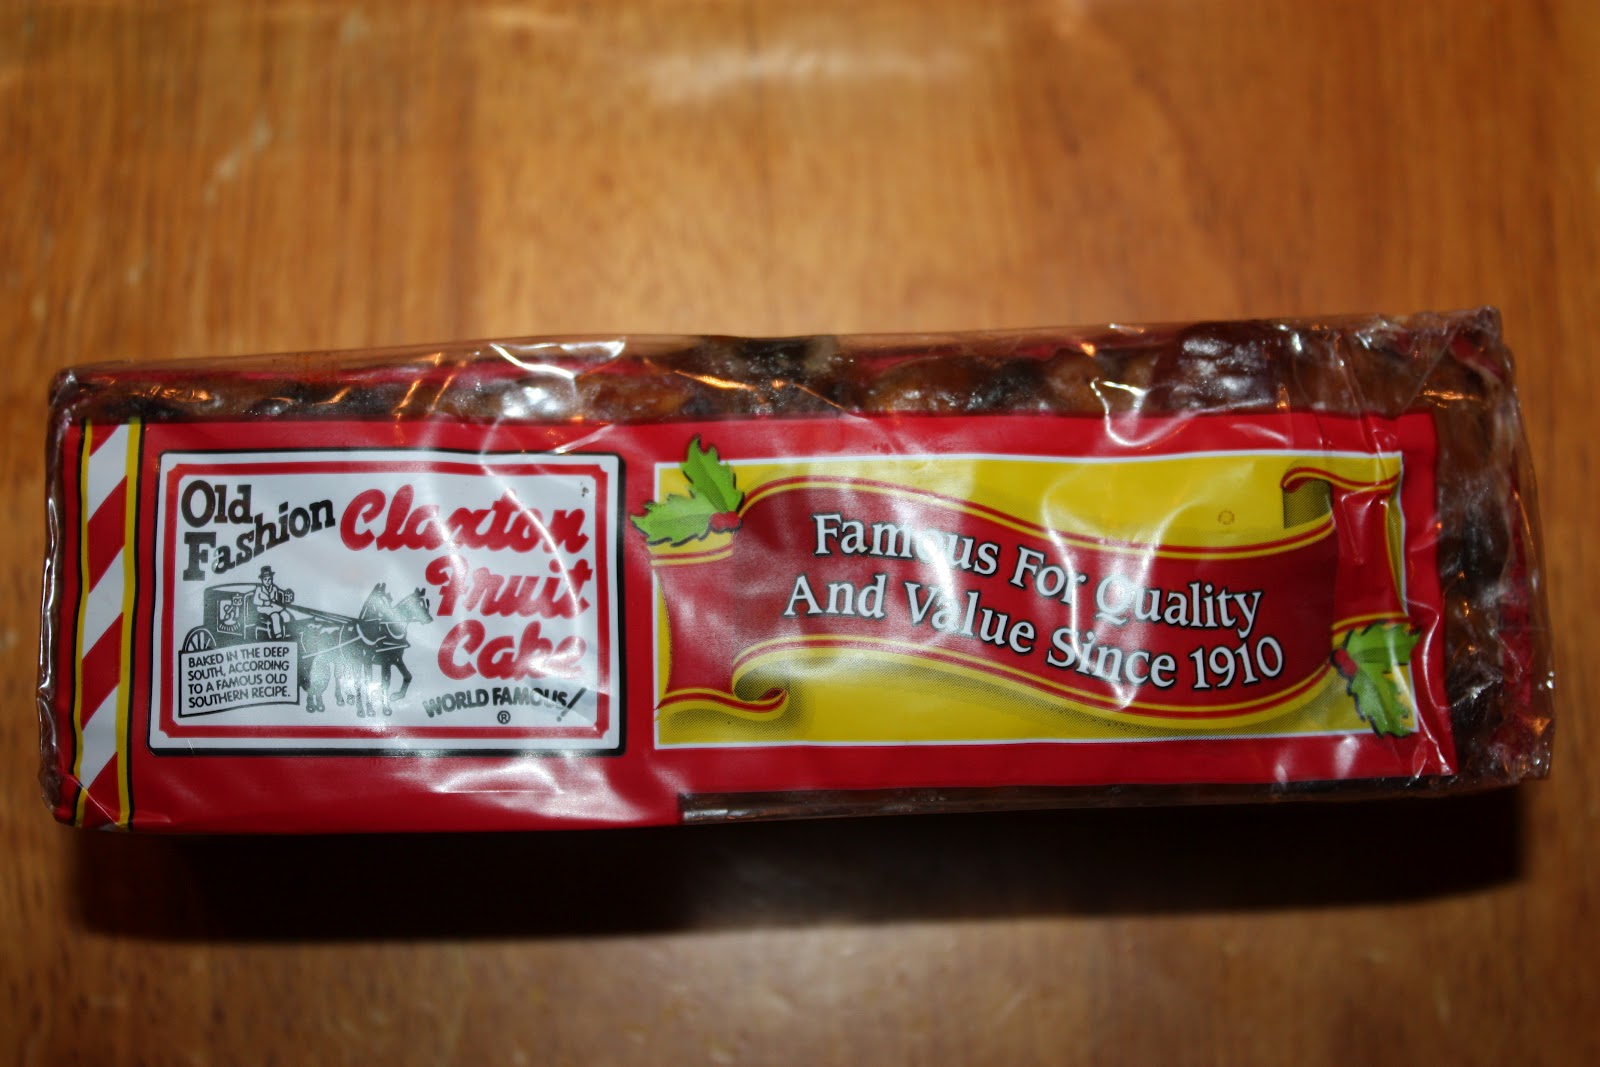 Old
Fashion
Claxton
Fruit
Cake
WORLD FAMOUS!
®
BAKED IN THE DEEP
SOUTH, ACCORDING
TO A FAMOUS OLD
SOUTHERN RECIPE.
Famous For Quality
And Value Since 1910